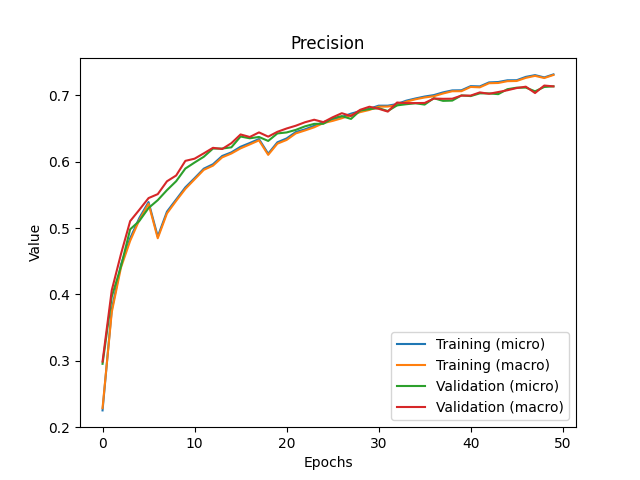 Precision
Value
0.7
0.6
0.5
0.4
0.3
0.2
0
10
20
30
40
50
Epochs
Training (micro)
Training (macro)
Validation (micro)
Validation (macro)